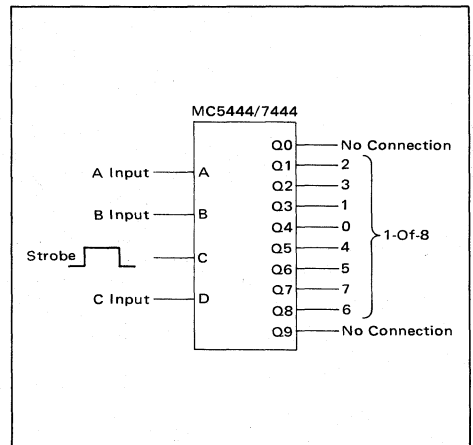 MC5444/7444
Q0 No Connection
A Input A Q1 2
Q2 3
B Input B Q3 1
Q4 0
1-Of-8
Strobe C Q5 4
Q6 5
C Input D Q7 7
Q8 6
Q9 No Connection